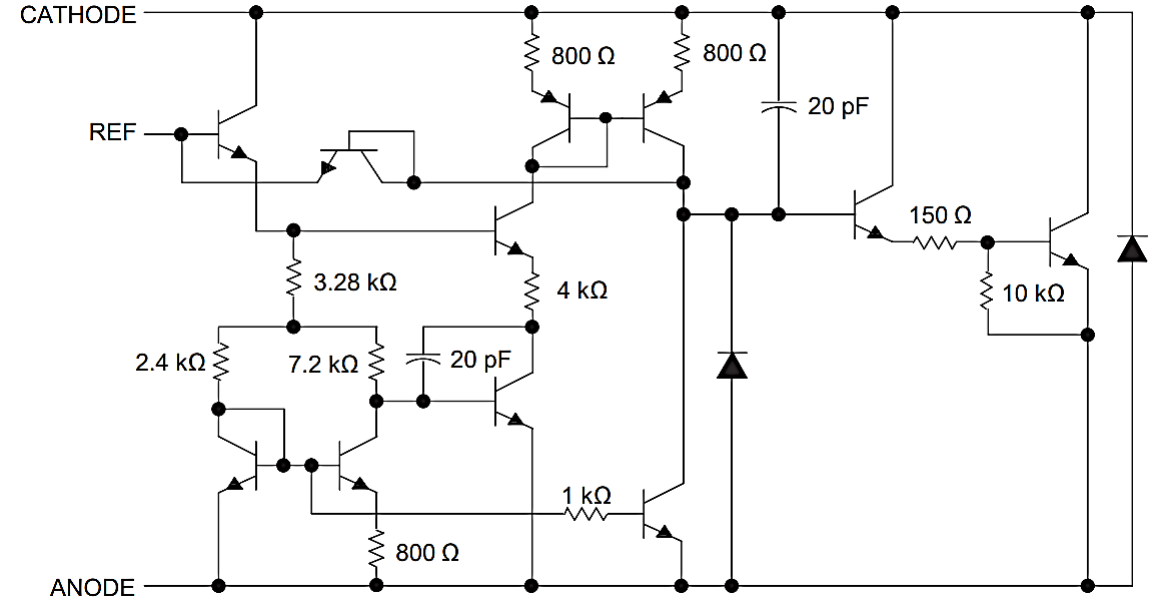 CATHODE
800 Ω
800 Ω
20 pF
REF
150 Ω
3.28 kΩ
4 kΩ
10 kΩ
2.4 kΩ
7.2 kΩ
20 pF
1 kΩ
800 Ω
ANODE